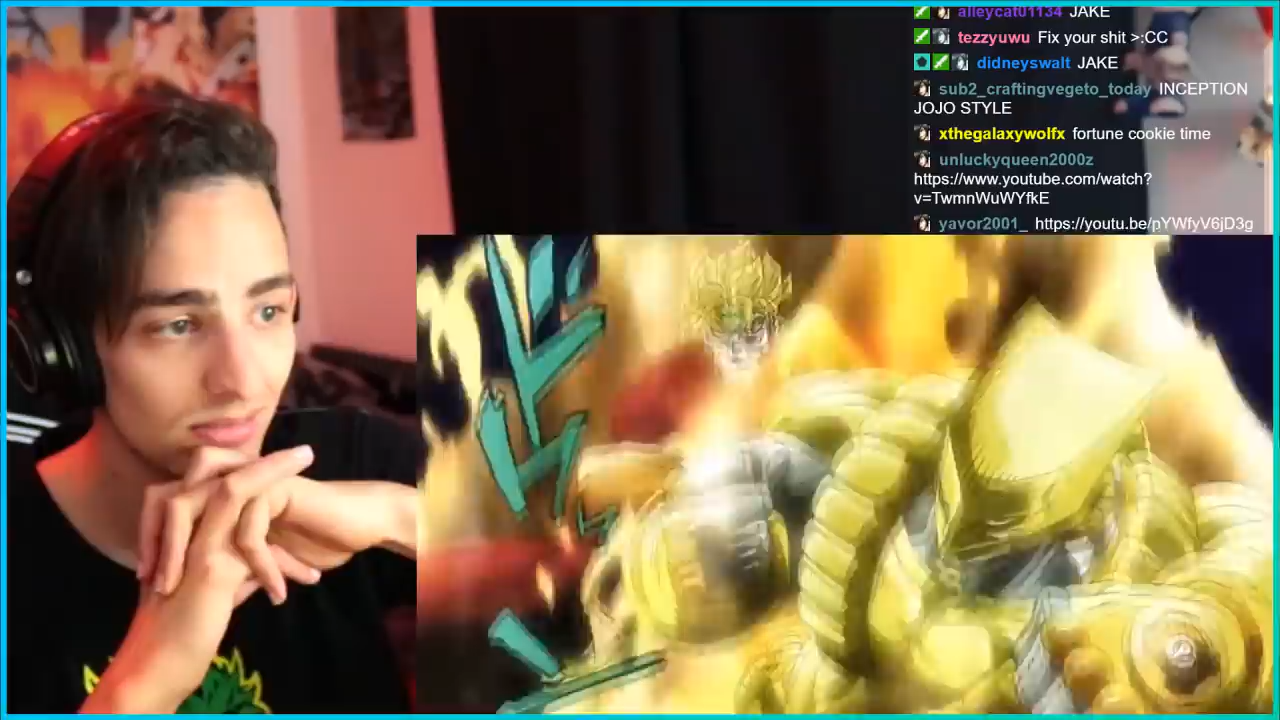 alleycat01134 JAKE
tezzyuwu Fix your shit >:CC
didneyswalt JAKE
sub2_craftingvegeto_today INCEPTION
JOJO STYLE
xthegalaxywolfx fortune cookie time
unluckyqueen2000z
https://www.youtube.com/watch?
v=TwmnWuWYfkE
yavor2001_ https://youtu.be/pYWfyV6jD3g